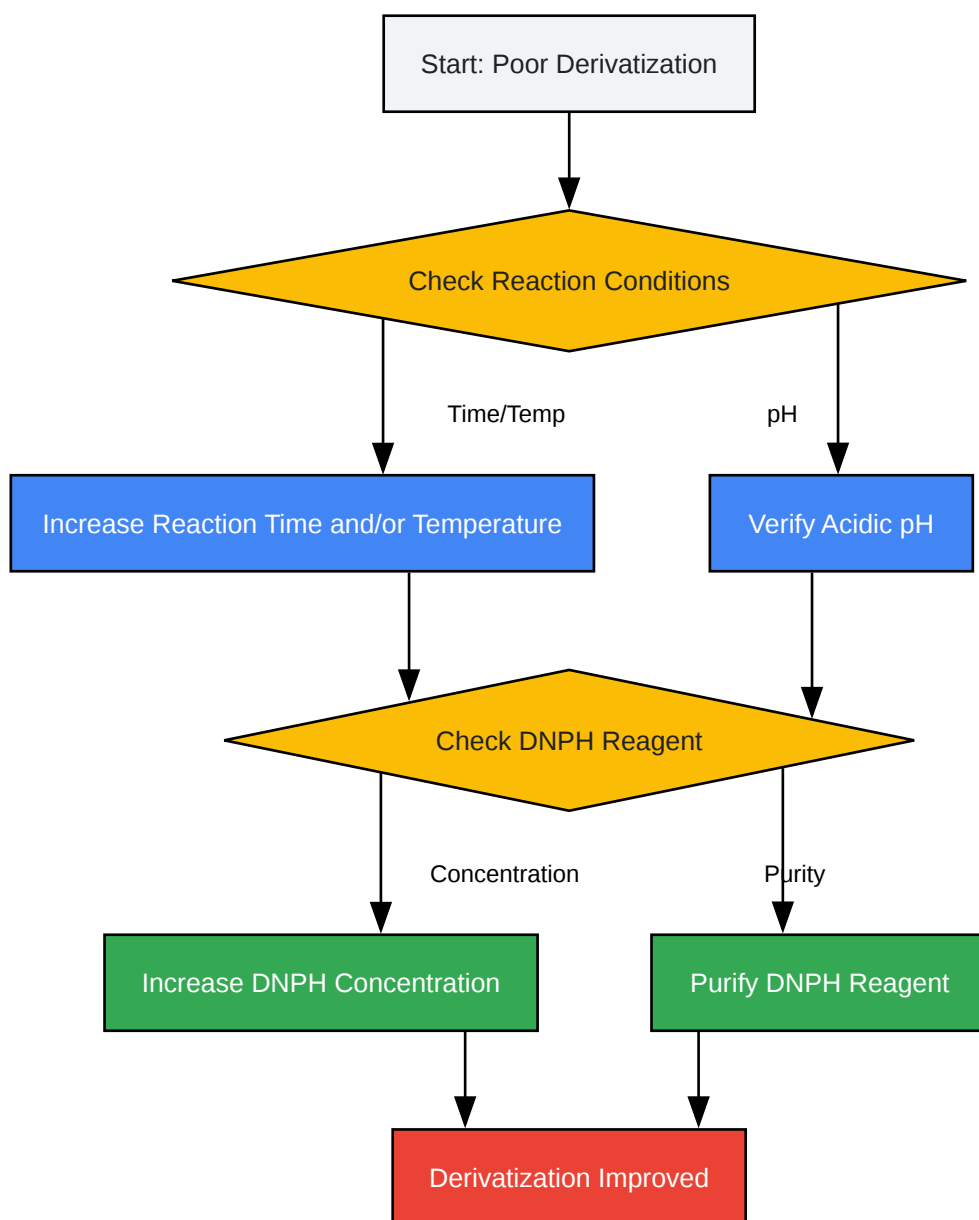 Start: Poor Derivatization
Check Reaction Conditions
Time/Temp
pH
Increase Reaction Time and/or Temperature
Verify Acidic pH
Check DNPH Reagent
Concentration
Purity
Increase DNPH Concentration
Purify DNPH Reagent
Derivatization Improved